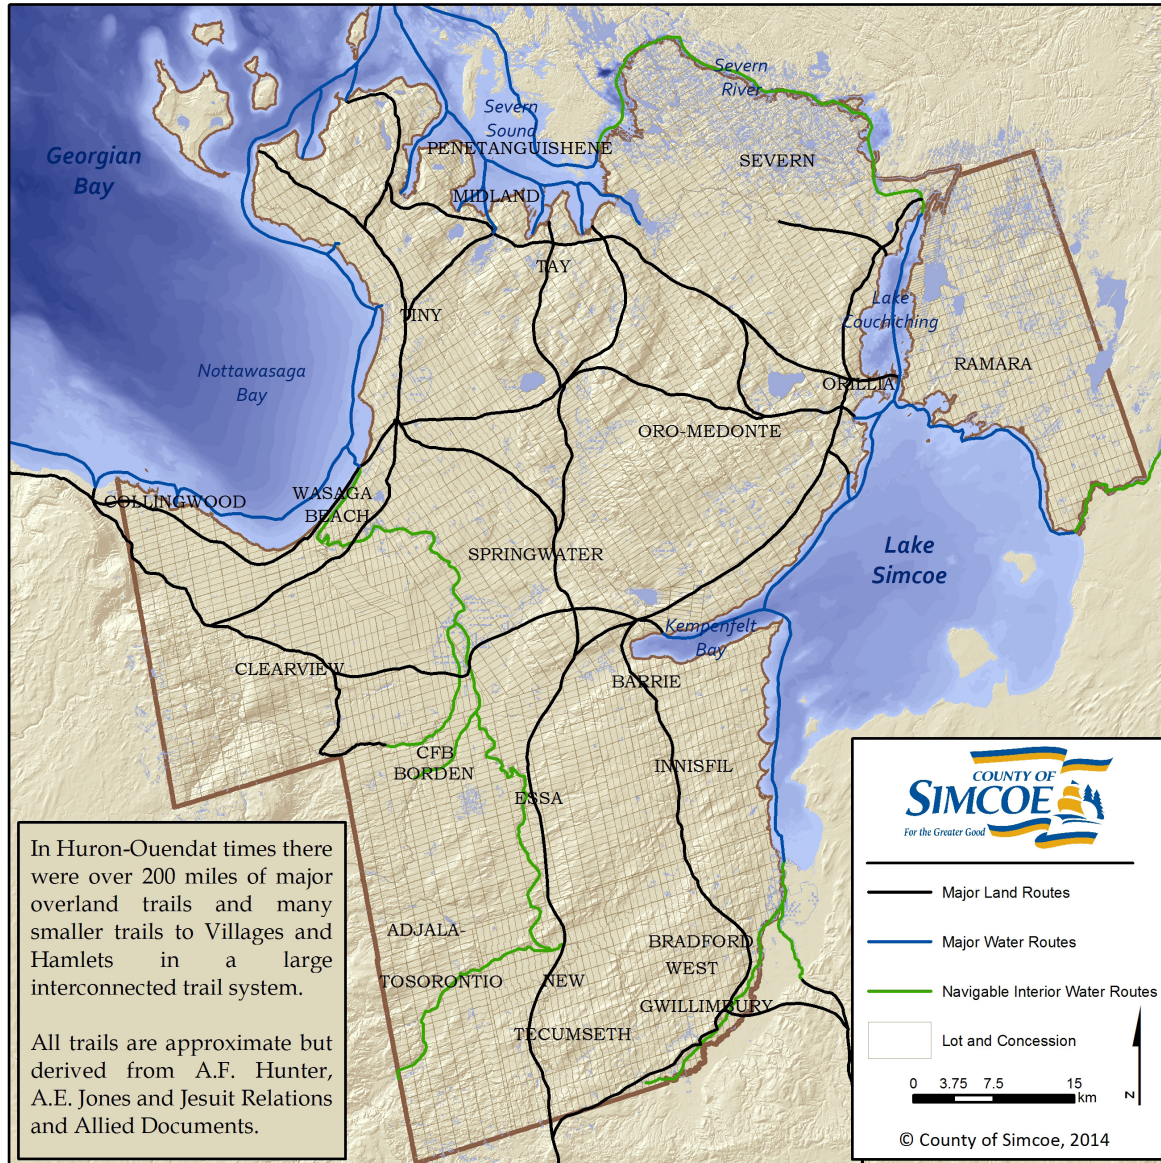 Severn
River
Severn
Sound
Georgian
Bay
PENETANGUISHENE
SEVERN
MIDLAND
TAY
Lake
Couchiching
TINY
Nottawasaga
Bay
RAMARA
ORILLIA
ORO-MEDONTE
COLLINGWOOD
WASAGA
BEACH
SPRINGWATER
Lake
Simcoe
Kempenfelt
Bay
CLEARVIEW
BARRIE
CFB
BORDEN
INNISFIL
ESSA
ADJALA-
TOSORONTIO
BRADFORD
WEST
GWILLIMBURY
NEW
TECUMSETH
In Huron-Ouendat times there
were over 200 miles of major
overland trails and many
smaller trails to Villages and
Hamlets in a large
interconnected trail system.
All trails are approximate but
derived from A.F. Hunter,
A.E. Jones and Jesuit Relations
and Allied Documents.
COUNTY OF
SIMCOE
For the Greater Good
Major Land Routes
Major Water Routes
Navigable Interior Water Routes
Lot and Concession
0 3.75 7.5 15
km
N
© County of Simcoe, 2014